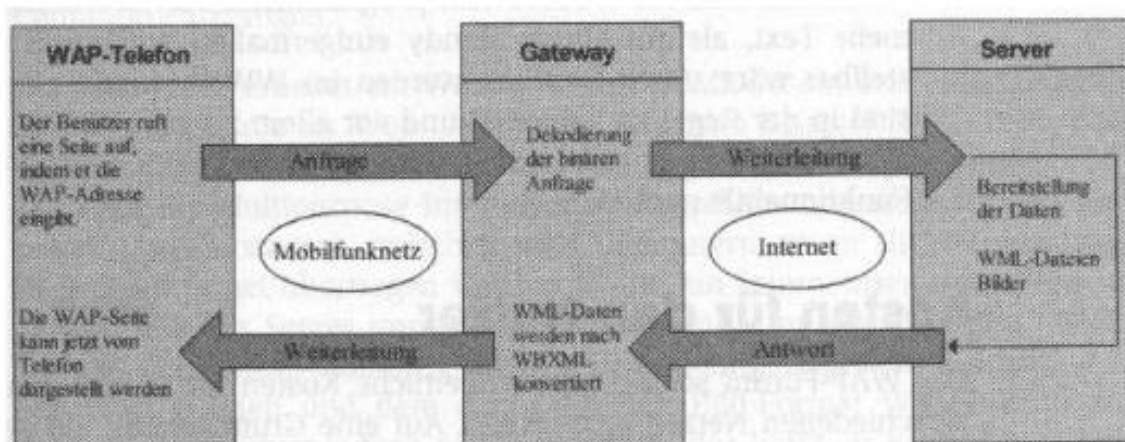 WAP-Telefon
Gateway
Server
Der Benutzer ruft
eine Seite auf,
indem er die
WAP-Adresse
eingibt.
Anfrage
Dekodierung
der binären
Anfrage
Weiterleitung
Bereitstellung
der Daten.
WML-Dateien
Bilder
Mobilfunknetz
Internet
Die WAP-Seite
kann jetzt vom
Telefon
dargestellt werden
Weiterleitung
WML-Daten
werden nach
WBXML
konvertiert
Antwort